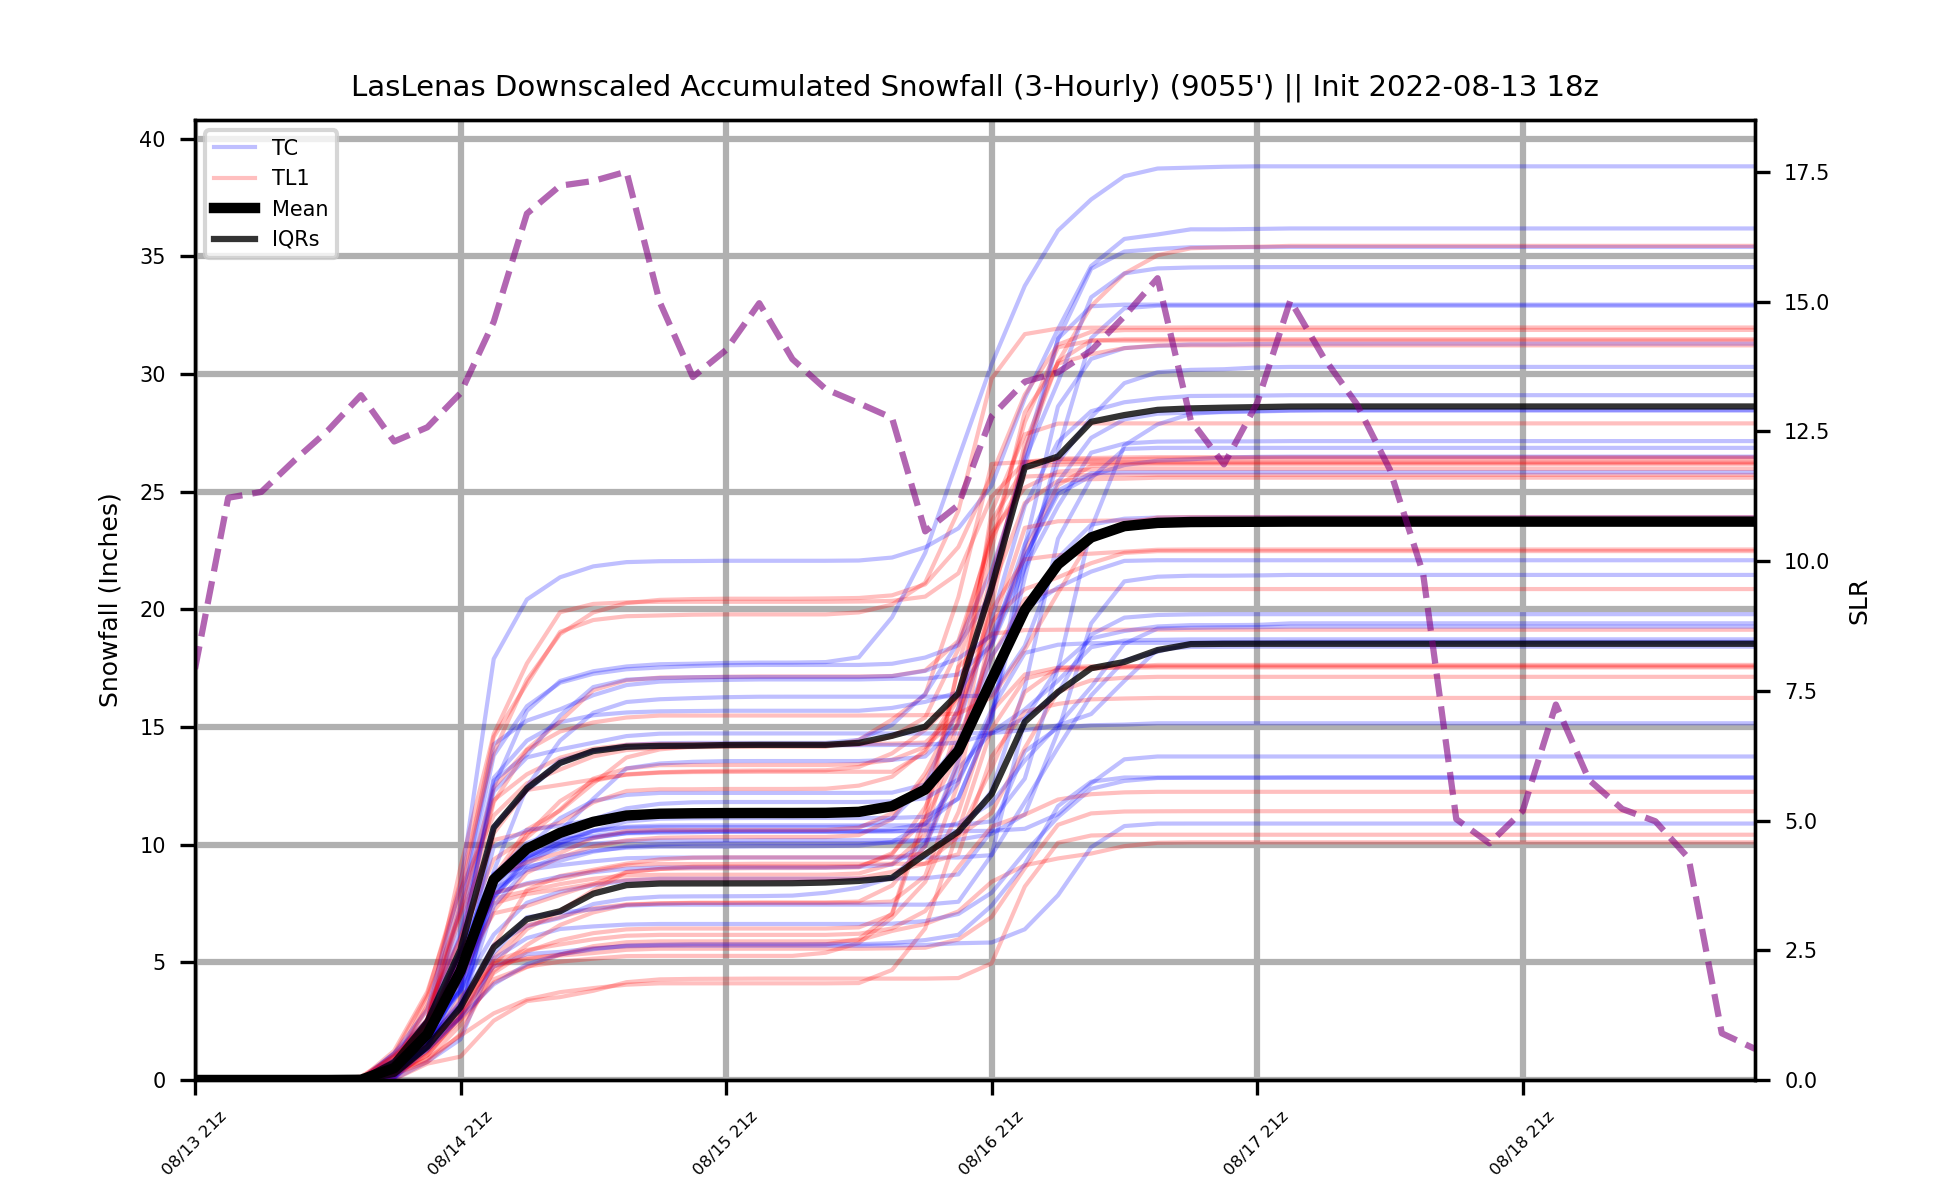 LasLenas Downscaled Accumulated Snowfall (3-Hourly) (9055') || Init 2022-08-13 18z
TC
TL1
Mean
IQRs
Snowfall (Inches)
40
35
30
25
20
15
10
5
0
17.5
15.0
12.5
10.0
7.5
5.0
2.5
0.0
SLR
08/13 21z
08/14 21z
08/15 21z
08/16 21z
08/17 21z
08/18 21z